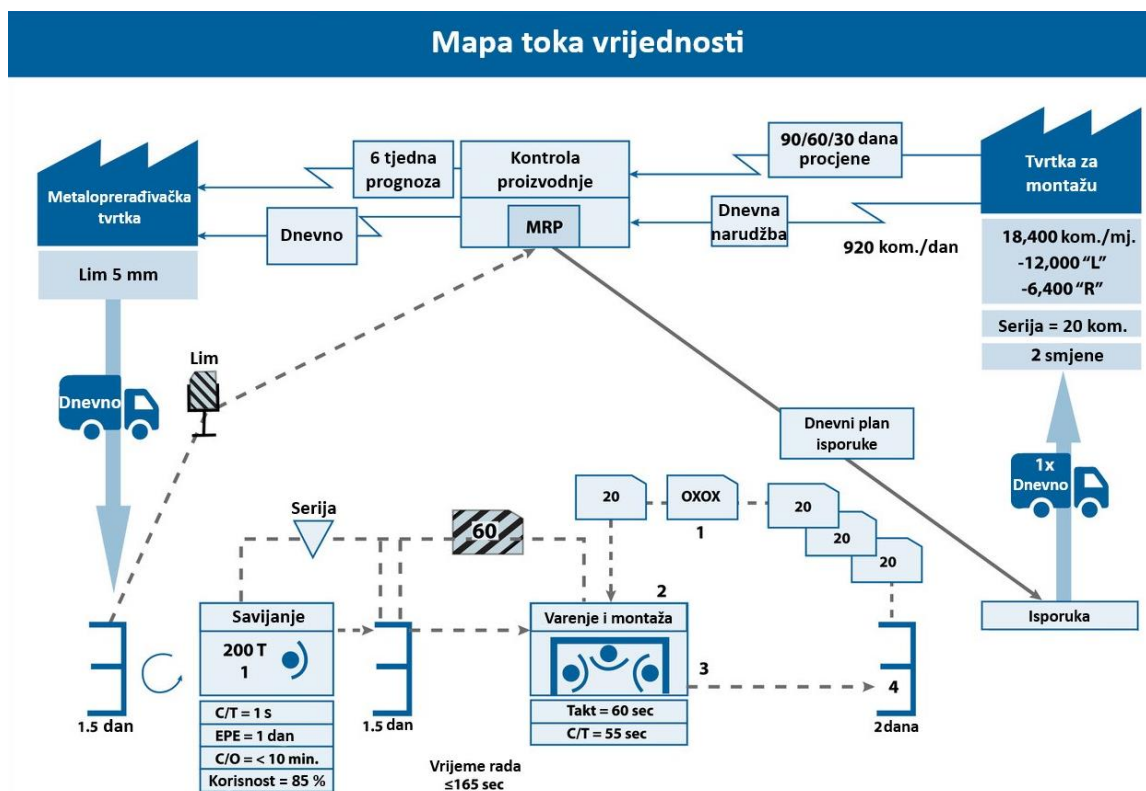 Mapa toka vrijednosti
Metaloprerađivačka
tvrtka
Lim 5 mm
6 tjedna
prognoza
Dnevno
Kontrola
proizvodnje
MRP
90/60/30 dana
procjene
Dnevna
narudžba
920 kom./dan
Tvrtka za
montažu
18,400 kom./mj.
-12,000 “L”
-6,400 “R”
Serija = 20 kom.
2 smjene
Dnevno
Lim
Dnevni plan
isporuke
1x
Dnevno
Serija
60
20
OXOX
1
20
20
20
1.5 dan
Savijanje
200 T
1
C/T = 1 s
EPE = 1 dan
C/O = < 10 min.
Korisnost = 85 %
1.5 dan
Vrijeme rada
≤165 sec
2
Varenje i montaža
Takt = 60 sec
C/T = 55 sec
3
4
2dana
Isporuka